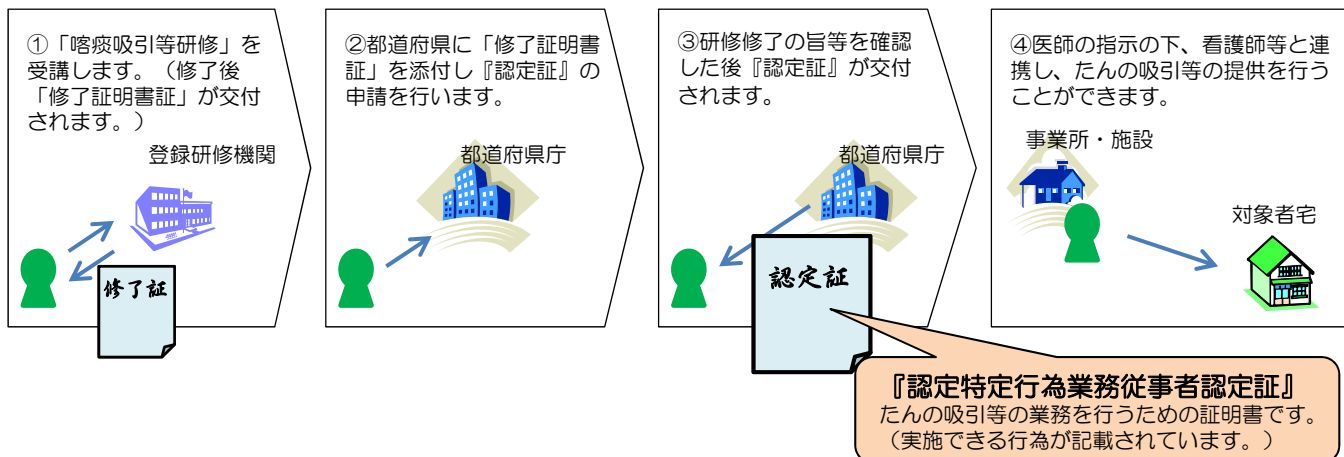 ①「喀痰吸引等研修」を
受講します。（修了後
「修了証明書証」が交付
されます。）
登録研修機関
修了証
②都道府県に「修了証明書
証」を添付し『認定証』の
申請を行います。
都道府県庁
③研修修了の旨等を確認
した後『認定証』が交付
されます。
都道府県庁
認定証
④医師の指示の下、看護師等と連
携し、たんの吸引等の提供を行う
ことができます。
事業所・施設
対象者宅
『認定特定行為業務従事者認定証』
たんの吸引等の業務を行うための証明書です。
（実施できる行為が記載されています。）